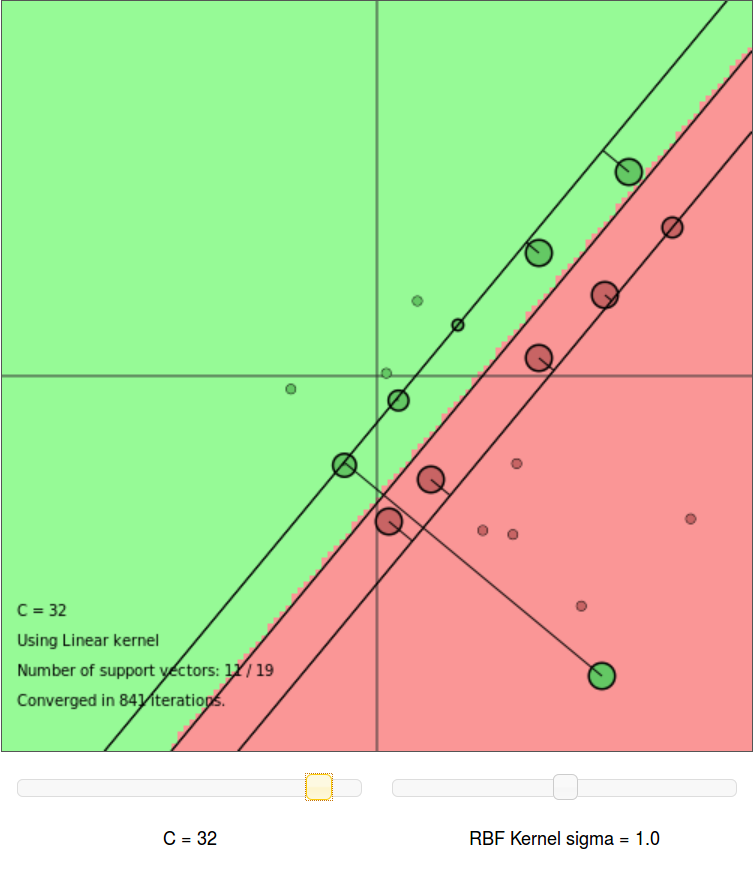 C = 32
Using Linear kernel
Number of support vectors: 11 / 19
Converged in 841 iterations.
C = 32
RBF Kernel sigma = 1.0